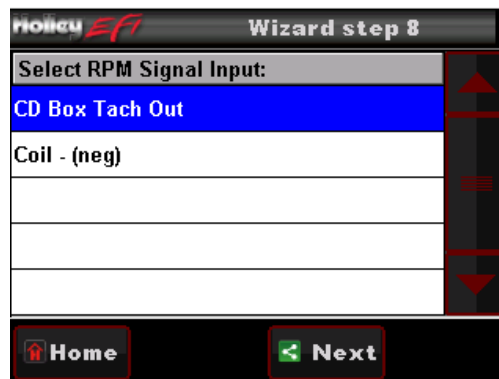 Holley EFI Wizard step 8
Select RPM Signal Input:
CD Box Tach Out
Coil - (neg)
Home Next